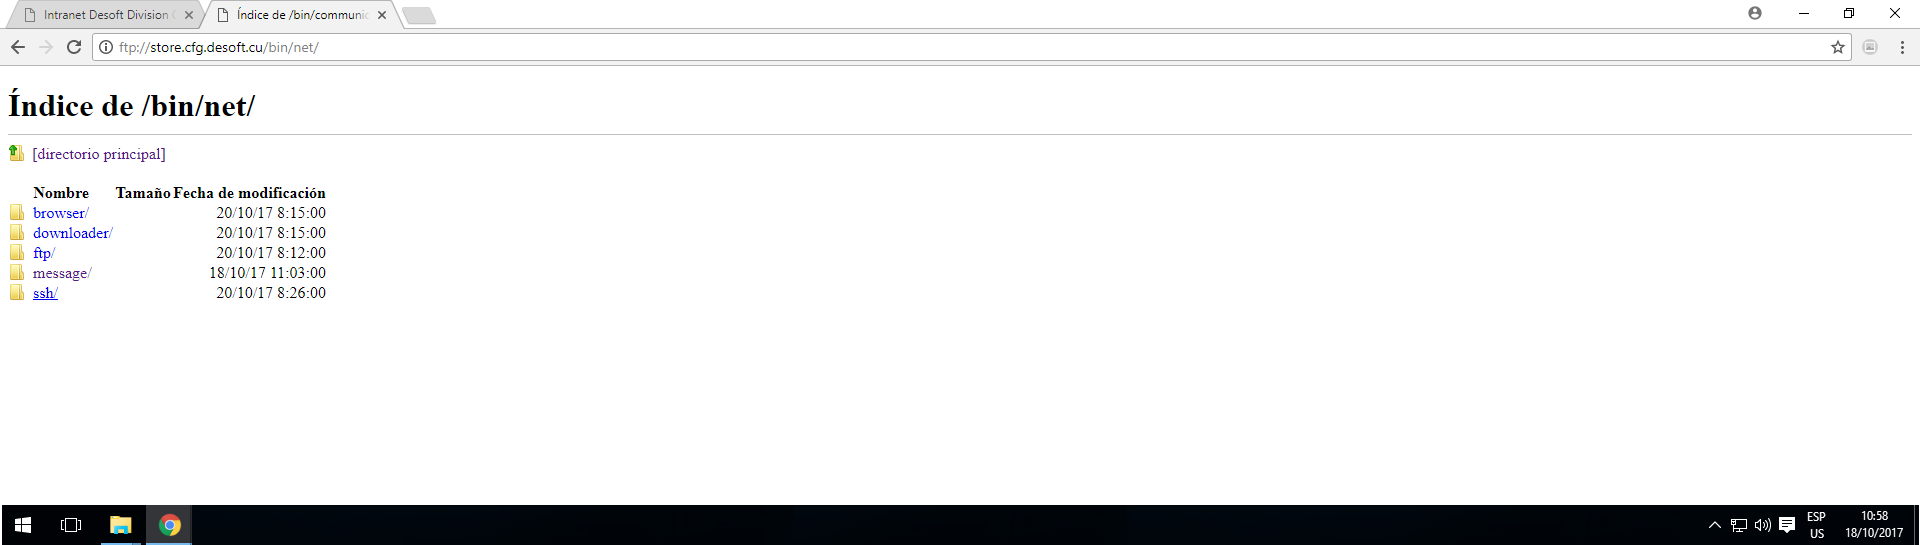 Intranet Desoft Division
Índice de /bin/communic
ftp://store.cfg.desoft.cu/bin/net/
Índice de /bin/net/
[directorio principal]
Nombre Tamaño Fecha de modificación
browser/ 20/10/17 8:15:00
downloader/ 20/10/17 8:15:00
ftp/ 20/10/17 8:12:00
message/ 18/10/17 11:03:00
ssh/ 20/10/17 8:26:00
ESP 10:58
US 18/10/2017